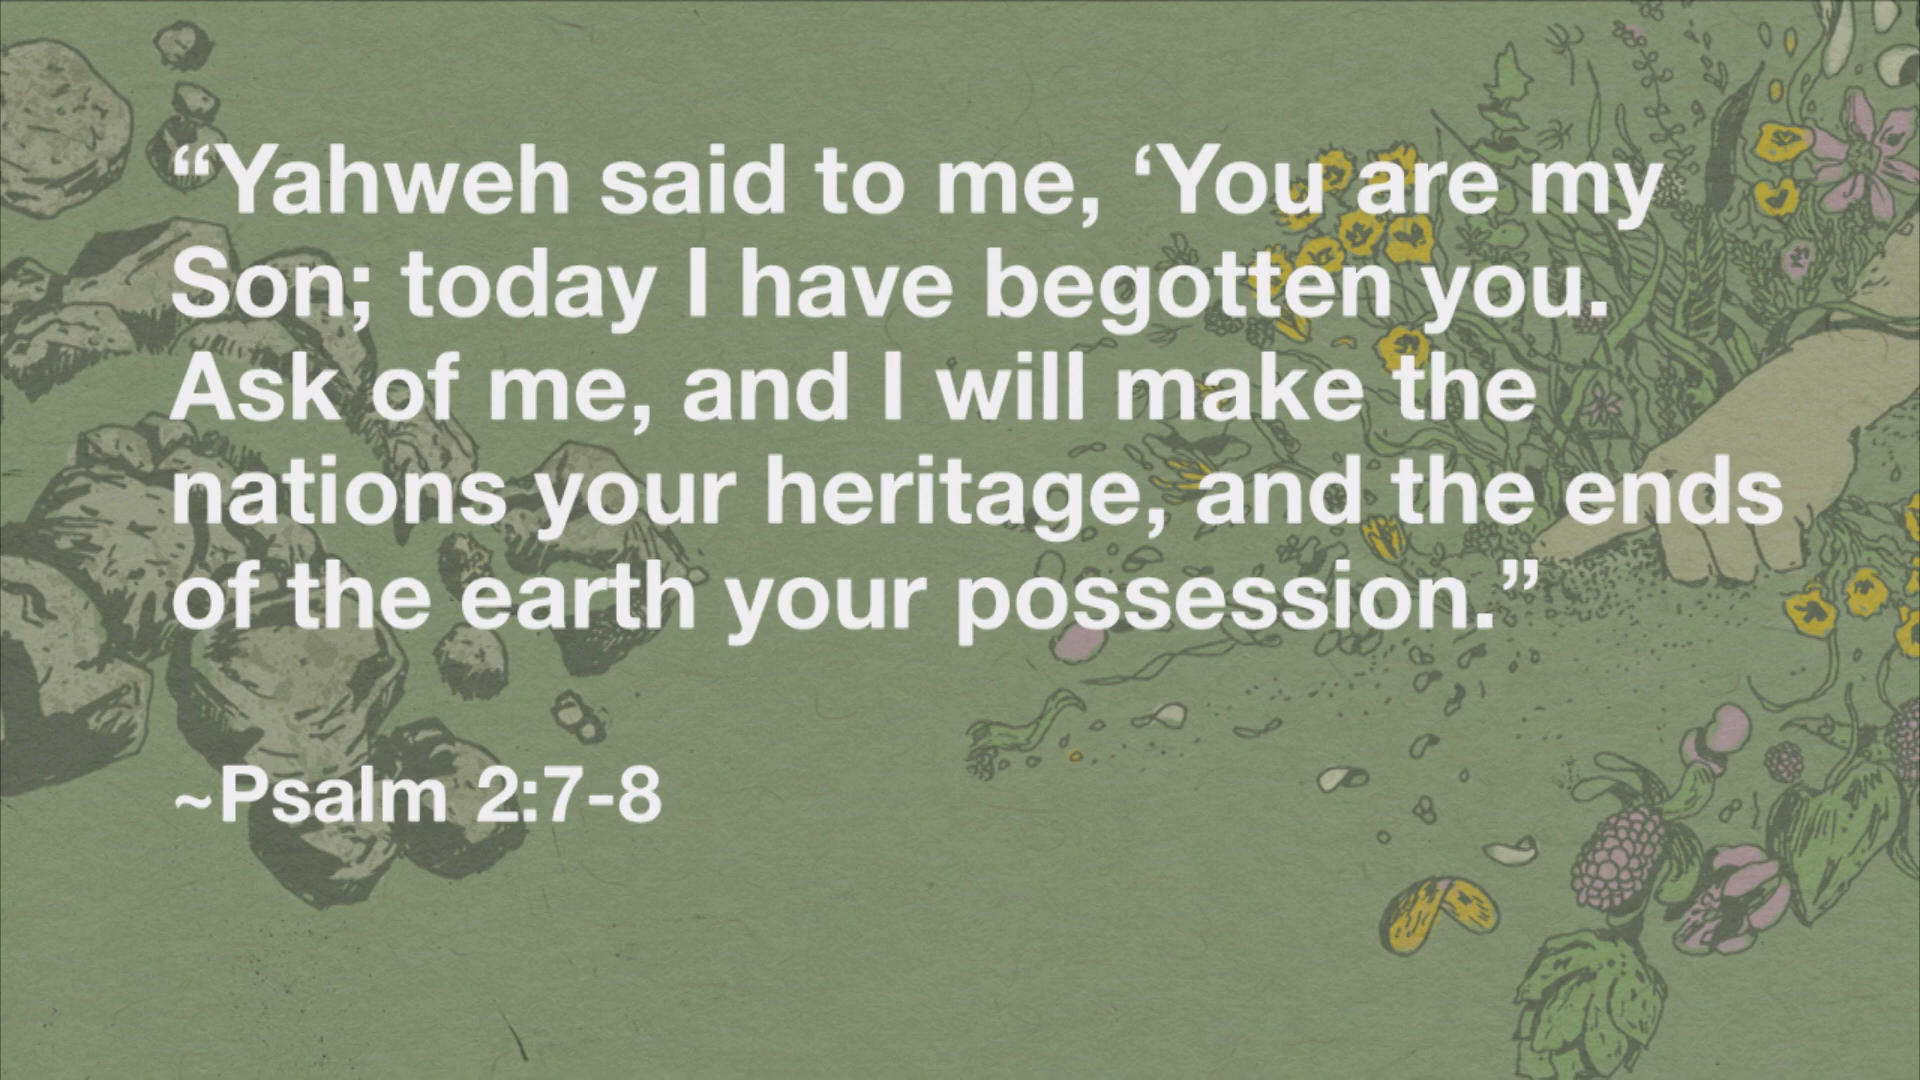 “Yahweh said to me, ‘You are my
Son; today I have begotten you.
Ask of me, and I will make the
nations your heritage, and the ends
of the earth your possession.”
~Psalm 2:7-8